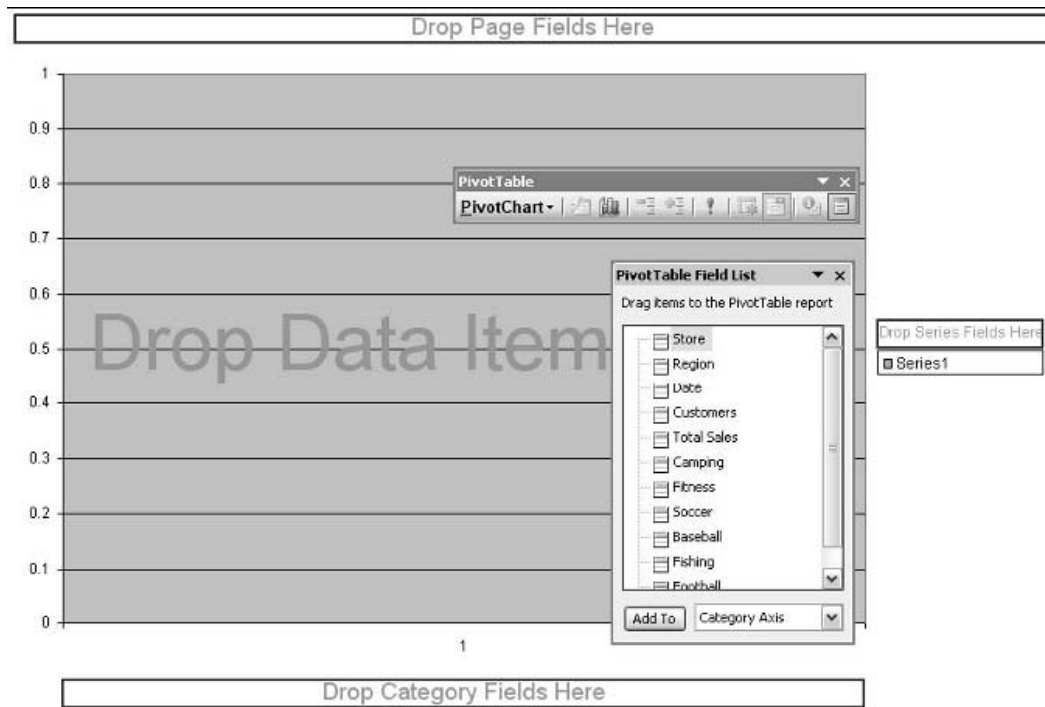 Drop Page Fields Here
1
0.9
0.8
0.7
0.6
0.5
0.4
0.3
0.2
0.1
0
Drop Data Item
PivotTable
PivotChart
PivotTable Field List
Drag items to the PivotTable report
Store
Region
Date
Customers
Total Sales
Camping
Fitness
Soccer
Baseball
Fishing
Football
Add To
Category Axis
Drop Series Fields Here
Series1
1
Drop Category Fields Here